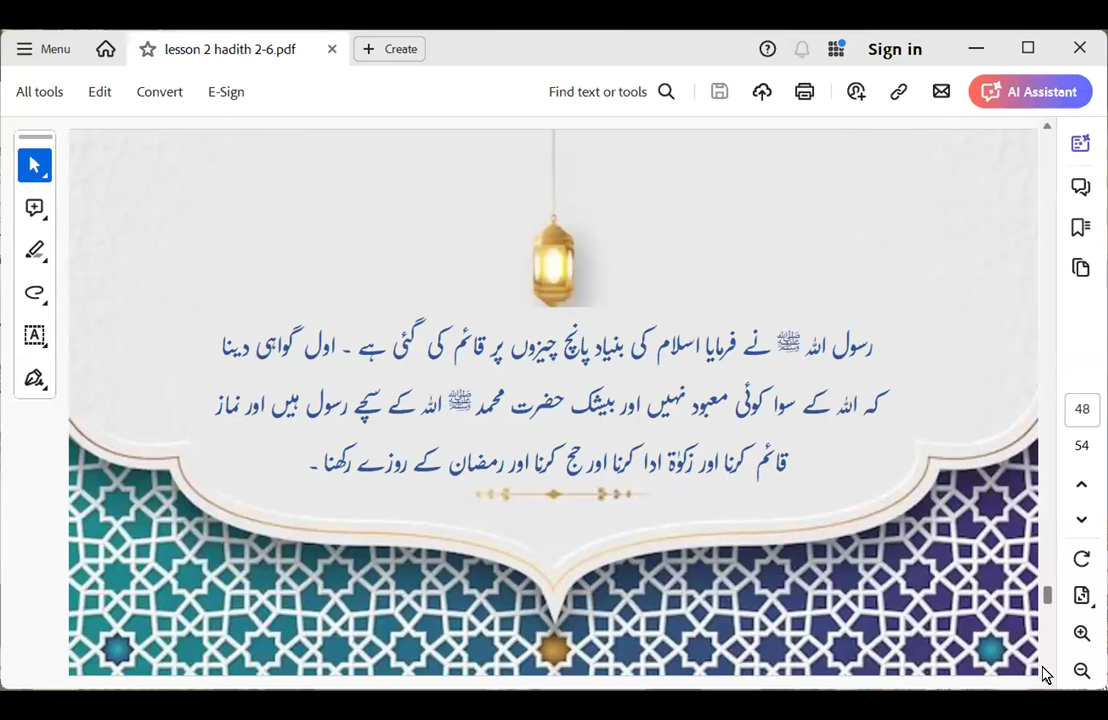 Menu
lesson 2 hadith 2-6.pdf
Create
Sign in
All tools
Edit
Convert
E-Sign
Find text or tools
AI Assistant
رسول اللہ ﷺ نے فرمایا اسلام کی بنیاد پانچ چیزوں پر قائم کی گئی ہے ۔ اول گواہی دینا
کہ اللہ کے سوا کوئی معبود نہیں اور بیشک حضرت محمد ﷺ اللہ کے سچے رسول ہیں اور نماز
قائم کرنا اور زکوٰۃ ادا کرنا اور حج کرنا اور رمضان کے روزے رکھنا ۔
48
54